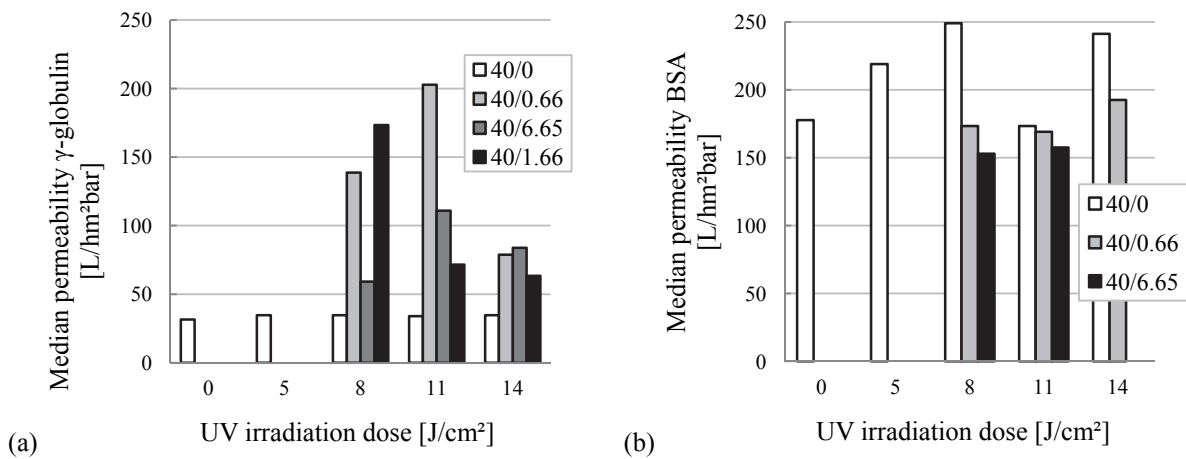 Median permeability γ-globulin
[L/hm²bar]
250
200
150
100
50
0
40/0
40/0.66
40/6.65
40/1.66
0 5 8 11 14
UV irradiation dose [J/cm²]
(a)
Median permeability BSA
[L/hm²bar]
250
200
150
100
50
0
40/0
40/0.66
40/6.65
0 5 8 11 14
UV irradiation dose [J/cm²]
(b)